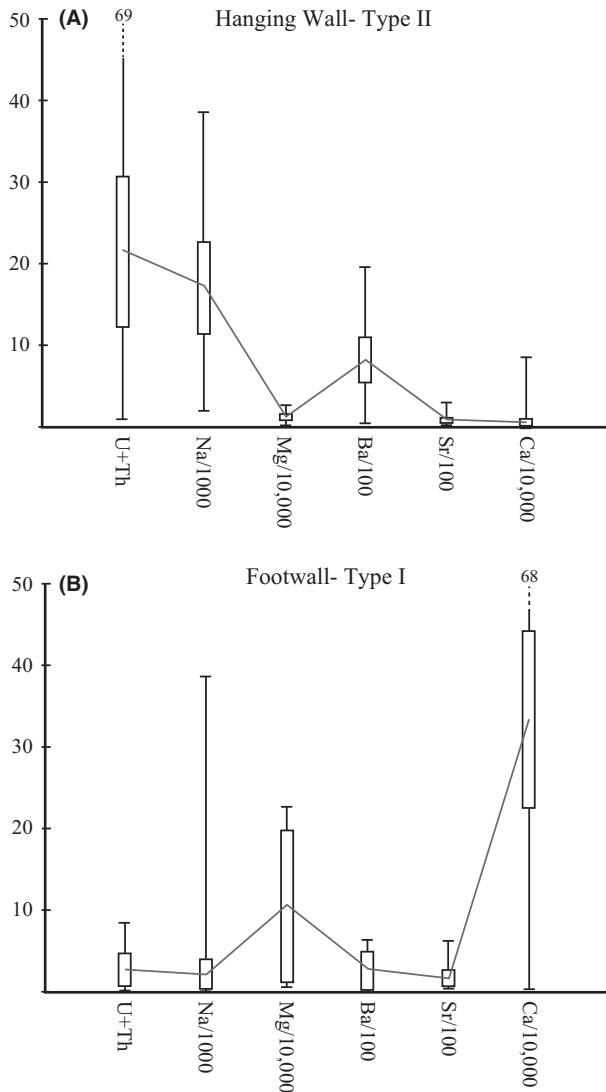 (A) Hanging Wall- Type II
69
50
40
30
20
10
U+Th
Na/1000
Mg/10,000
Ba/100
Sr/100
Ca/10,000
(B) Footwall- Type I
68
50
40
30
20
10
U+Th
Na/1000
Mg/10,000
Ba/100
Sr/100
Ca/10,000